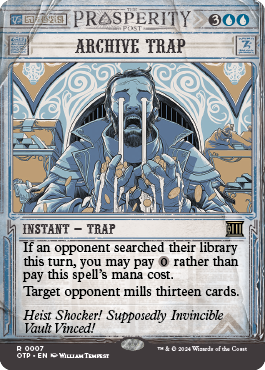 THE
PROSPERITY
POST
3
ARCHIVE TRAP
INSTANT – TRAP
If an opponent searched their library
this turn, you may pay 0 rather than
pay this spell's mana cost.
Target opponent mills thirteen cards.
Heist Shocker! Supposedly Invincible
Vault Vinced!
R 0007
OTP • EN WILLIAM TEMPEST
™ & © 2024 Wizards of the Coast